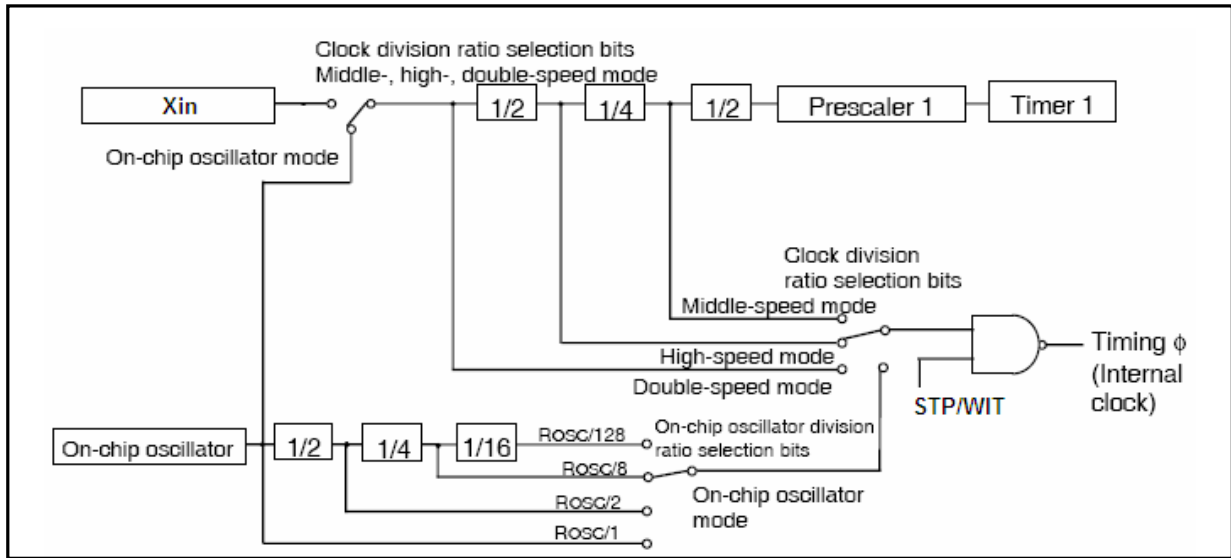 Clock division ratio selection bits
Middle-, high-, double-speed mode
Xin
1/2
1/4
1/2
Prescaler 1
Timer 1
On-chip oscillator mode
Clock division
ratio selection bits
Middle-speed mode
High-speed mode
Double-speed mode
Timing ϕ
(Internal
clock)
STP/WIT
On-chip oscillator
1/2
1/4
1/16
ROSC/128
On-chip oscillator division
ratio selection bits
ROSC/8
On-chip oscillator
mode
ROSC/2
ROSC/1